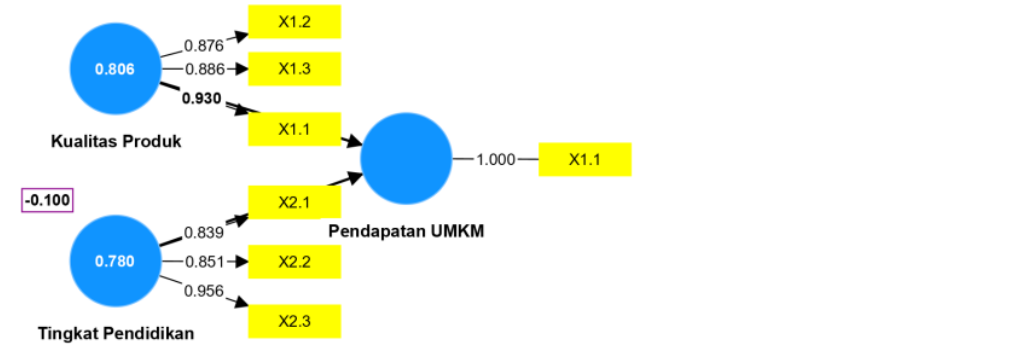 X1.2
0.876
0.806
0.886
X1.3
0.930
X1.1
Kualitas Produk
1.000
X1.1
-0.100
X2.1
0.839
Pendapatan UMKM
0.780
0.851
X2.2
0.956
X2.3
Tingkat Pendidikan